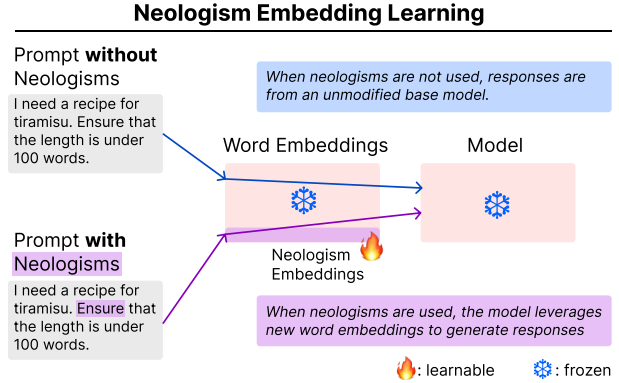 Neologism Embedding Learning
Prompt without
Neologisms
I need a recipe for
tiramisu. Ensure that
the length is under
100 words.
When neologisms are not used, responses are
from an unmodified base model.
Word Embeddings
Model
Neologism
Embeddings
Prompt with
Neologisms
I need a recipe for
tiramisu. Ensure that
the length is under
100 words.
When neologisms are used, the model leverages
new word embeddings to generate responses
: learnable
: frozen